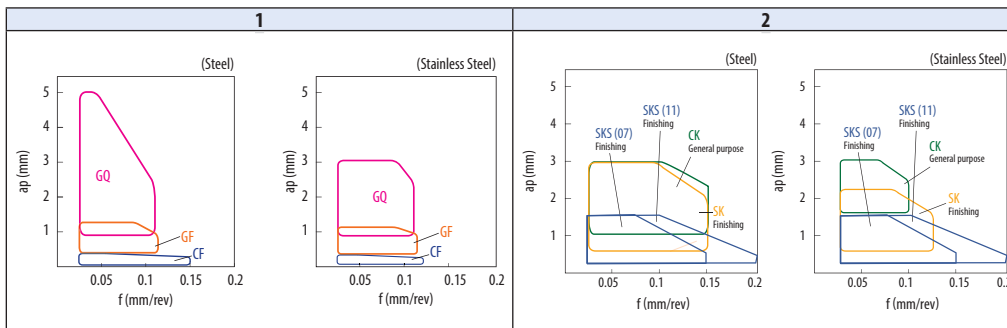 1
2
(Steel)
5
4
3
2
1
ap (mm)
GQ
GF
CF
0.05
0.1
0.15
0.2
f (mm/rev)
(Stainless Steel)
5
4
3
2
1
ap (mm)
GQ
GF
CF
0.05
0.1
0.15
0.2
f (mm/rev)
(Steel)
5
4
3
2
1
ap (mm)
SKS (11)
Finishing
SKS (07)
Finishing
CK
General purpose
SK
Finishing
0.05
0.1
0.15
0.2
f (mm/rev)
(Stainless Steel)
5
4
3
2
1
ap (mm)
SKS (11)
Finishing
SKS (07)
Finishing
CK
General purpose
SK
Finishing
0.05
0.1
0.15
0.2
f (mm/rev)